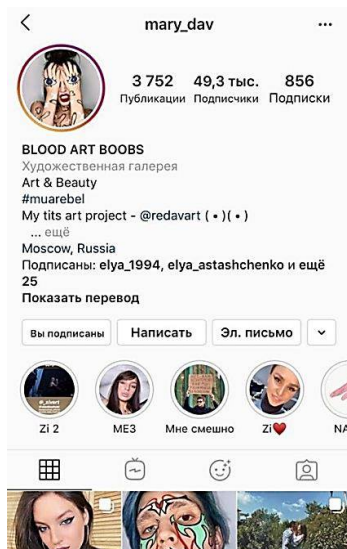 mary_dav
3 752 49,3 тыс. 856
Публикации Подписчики Подписки
BLOOD ART BOOBS
Художественная галерея
Art & Beauty
#muarebel
My tits art project - @redavart ( • )( • )
... ещё
Moscow, Russia
Подписаны: elya_1994, elya_astashchenko и ещё
25
Показать перевод
Вы подписаны Написать Эл. письмо
Zi 2 ME3 Мне смешно Zi❤️ NA